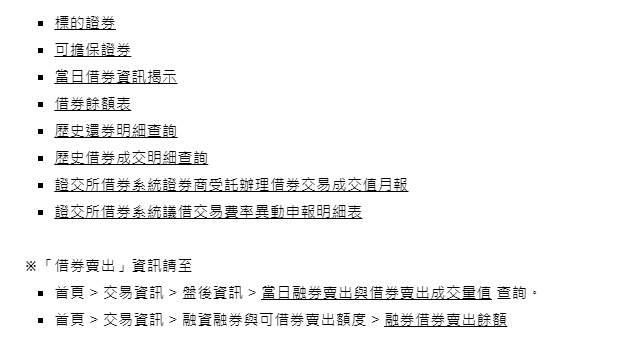 標的證券
可擔保證券
當日借券資訊揭示
借券餘額表
歷史還券明細查詢
歷史借券成交明細查詢
證交所借券系統證券商受託辦理借券交易成交值月報
證交所借券系統議借交易費率異動申報明細表
※「借券賣出」資訊請至
首頁 > 交易資訊 > 盤後資訊 > 當日融券賣出與借券賣出成交量值 查詢。
首頁 > 交易資訊 > 融資融券與可借券賣出額度 > 融券借券賣出餘額